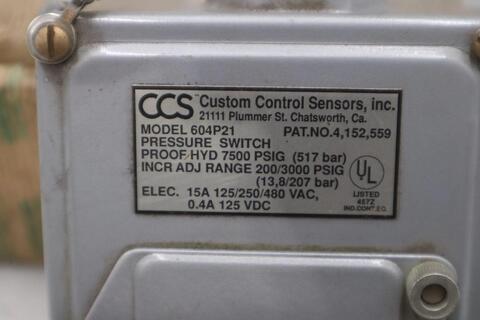 CCS Custom Control Sensors, inc.
21111 Plummer St. Chatsworth, Ca.
MODEL 604P21 PAT.NO.4,152,559
PRESSURE SWITCH
PROOF/HYD 7500 PSIG (517 bar)
INCR ADJ RANGE 200/3000 PSIG
(13,8/207 bar)
ELEC. 15A 125/250/480 VAC,
0.4A 125 VDC
UL
LISTED
457Z
IND.CONT.EQ.